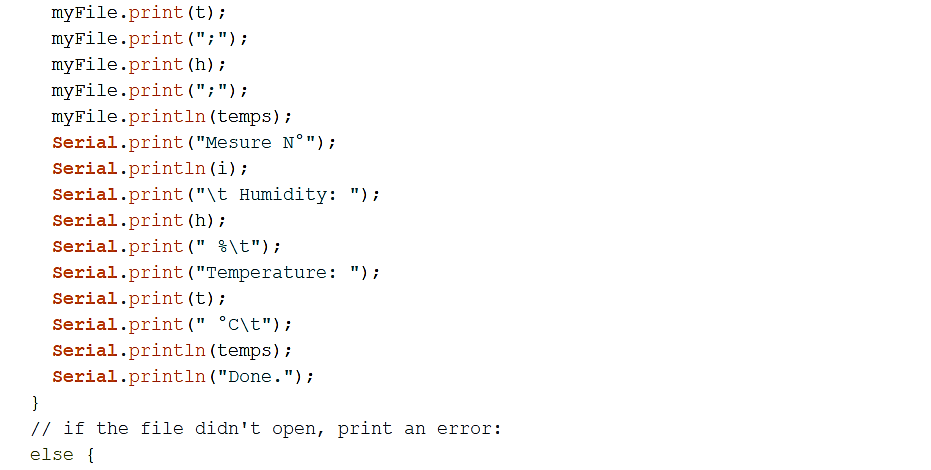 myFile.print(t);
myFile.print(";");
myFile.print(h);
myFile.print(";");
myFile.println(temps);
Serial.print("Mesure N°");
Serial.println(i);
Serial.print("\t Humidity: ");
Serial.print(h);
Serial.print(" %\t");
Serial.print("Temperature: ");
Serial.print(t);
Serial.print(" °C\t");
Serial.println(temps);
Serial.println("Done.");
}
// if the file didn't open, print an error:
else {